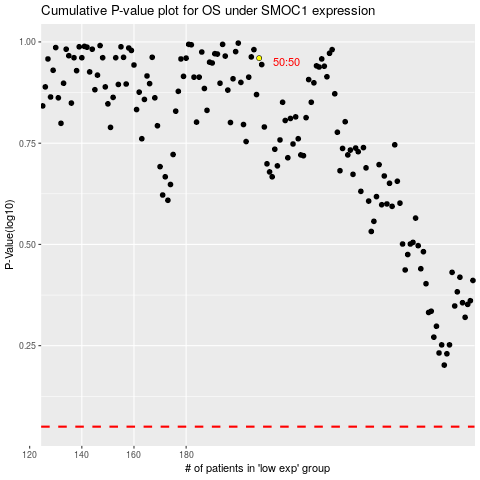 Cumulative P-value plot for OS under SMOC1 expression
P-Value(log10)
1.00
0.75
0.50
0.25
50:50
120 140 160 180
# of patients in 'low exp' group